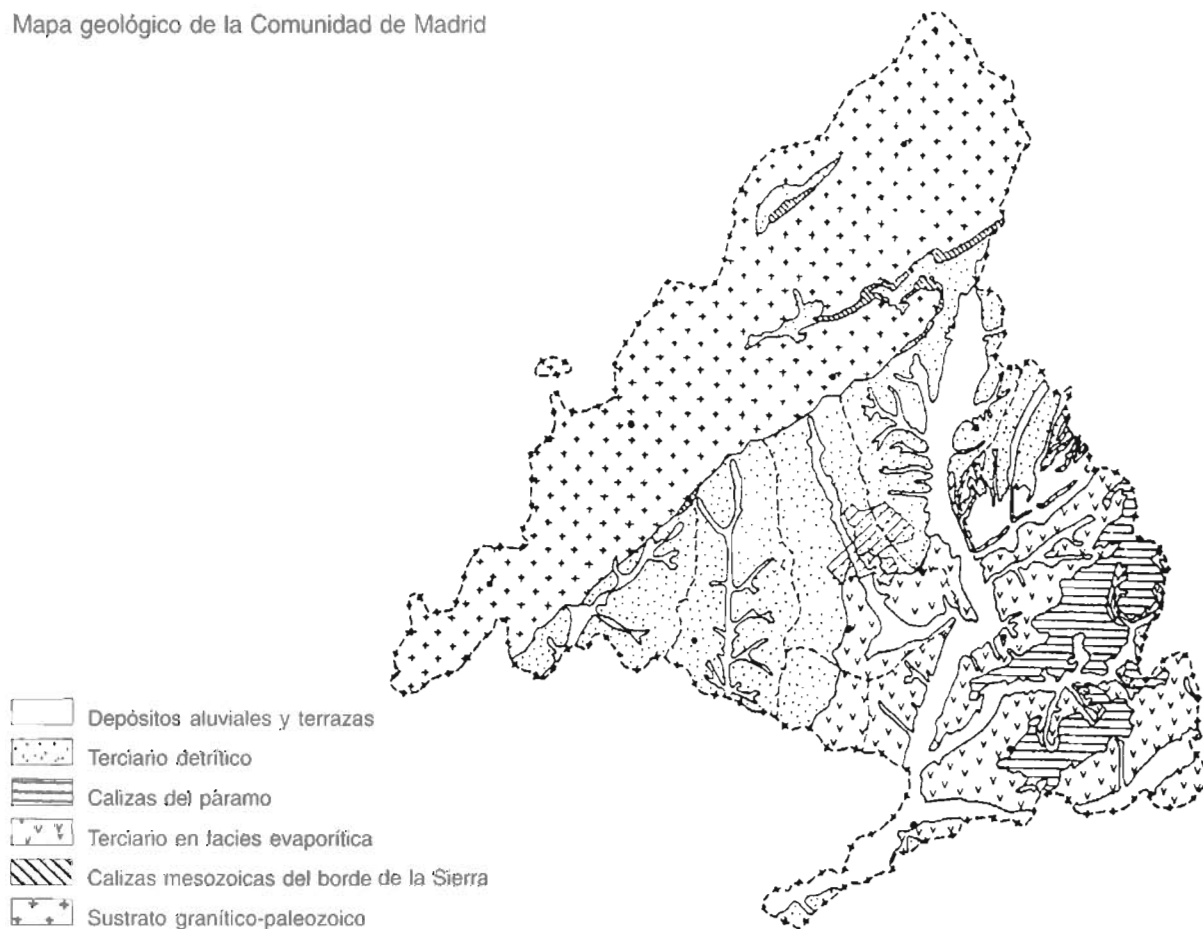 Mapa geológico de la Comunidad de Madrid
Depósitos aluviales y terrazas
Terciario detrítico
Calizas del páramo
Terciario en facies evaporítica
Calizas mesozoicas del borde de la Sierra
Sustrato granítico-paleozoico